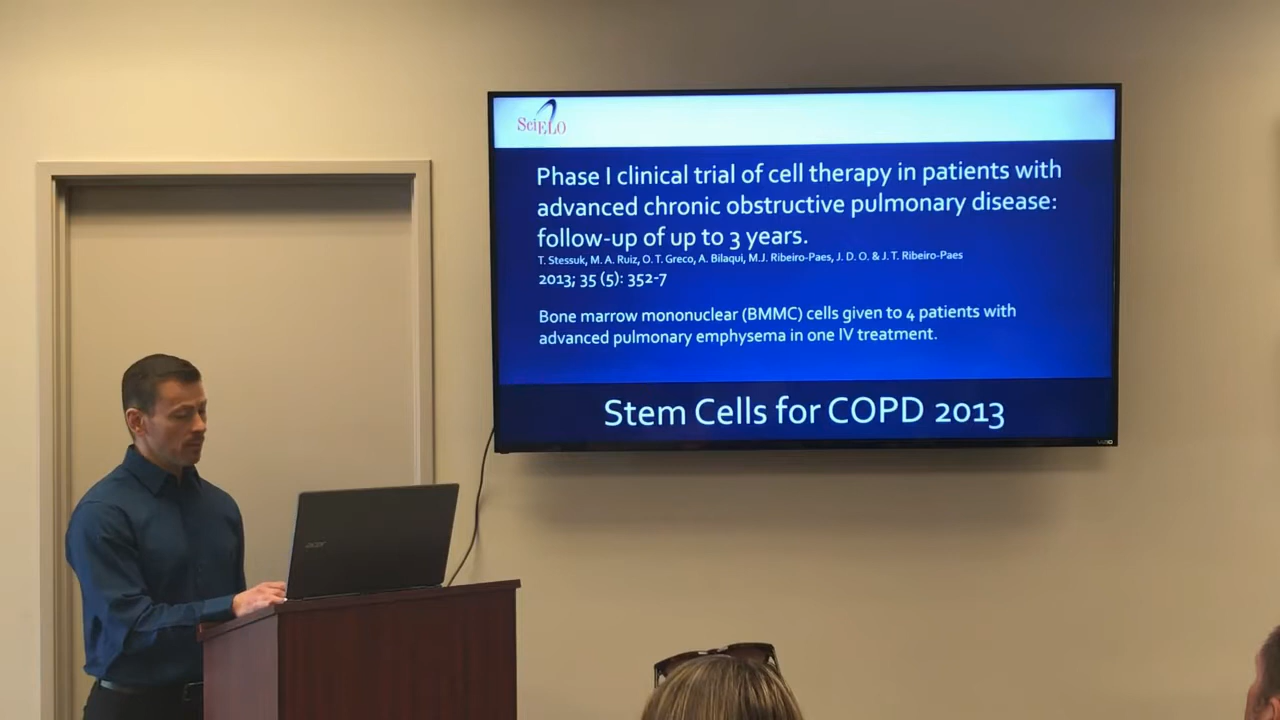 SciELO
Phase I clinical trial of cell therapy in patients with
advanced chronic obstructive pulmonary disease:
follow-up of up to 3 years.
T. Stessuk, M. A. Ruiz, O. T. Greco, A. Bilaqui, M.J. Ribeiro-Paes, J. D. O. & J. T. Ribeiro-Paes
2013; 35 (5): 352-7
Bone marrow mononuclear (BMMC) cells given to 4 patients with
advanced pulmonary emphysema in one IV treatment.
Stem Cells for COPD 2013
VIZIO
acer